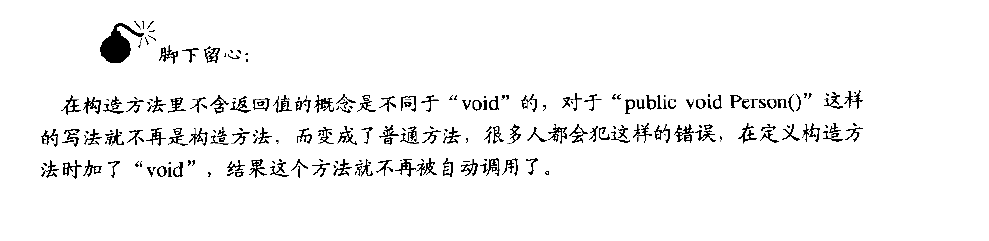 脚下留心：
在构造方法里不含返回值的概念是不同于“void”的，对于“public void Person()”这样
的写法就不再是构造方法，而变成了普通方法，很多人都会犯这样的错误，在定义构造方
法时加了“void”，结果这个方法就不再被自动调用了。